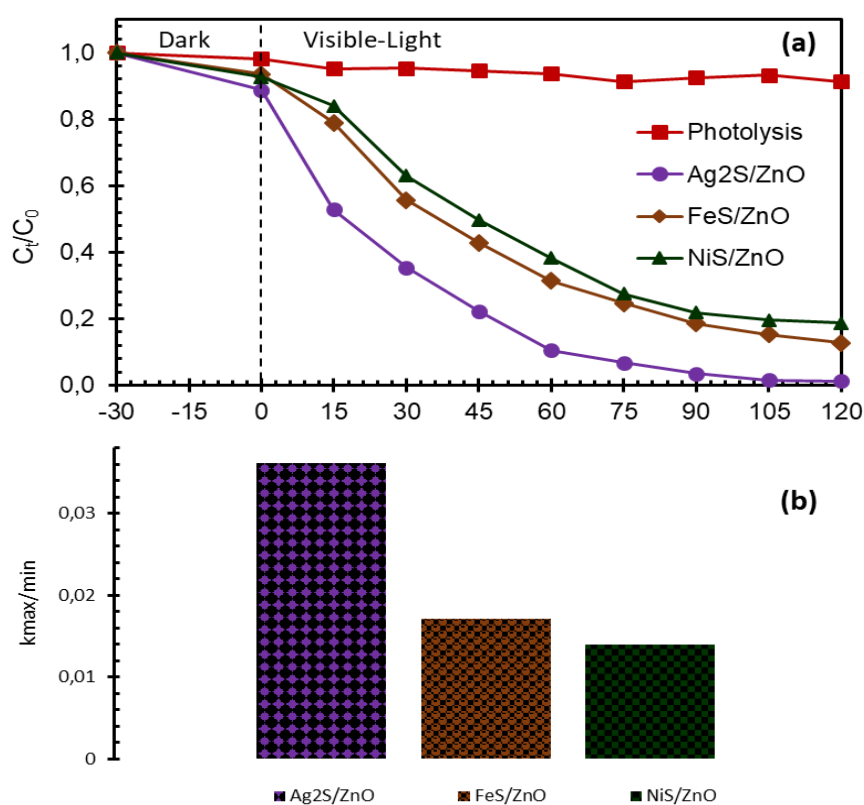 Dark Visible-Light (a)
1,0
0,8
0,6
0,4
0,2
0,0
Ct/C0
Photolysis
Ag2S/ZnO
FeS/ZnO
NiS/ZnO
-30 -15 0 15 30 45 60 75 90 105 120
(b)
0,03
0,02
0,01
0
kmax/min
Ag2S/ZnO FeS/ZnO NiS/ZnO